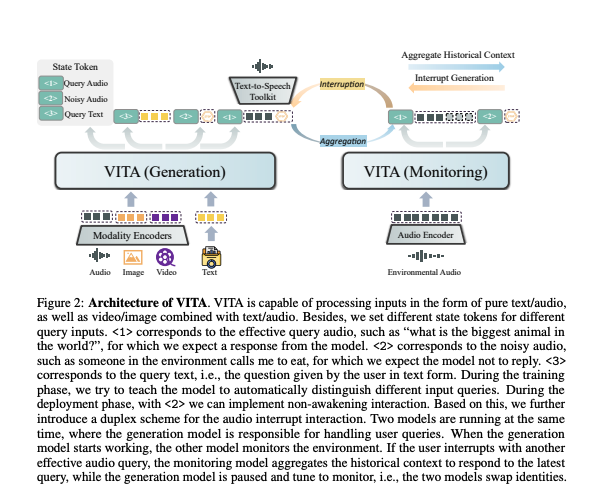 State Token
<1> Query Audio
<2> Noisy Audio
<3> Query Text
<3>
<2>
<1>
Text-to-Speech
Toolkit
Interruption
Aggregation
Aggregate Historical Context
Interrupt Generation
<1>
<2>
VITA (Generation)
VITA (Monitoring)
Modality Encoders
Audio Image Video Text
Audio Encoder
Environmental Audio
Figure 2: Architecture of VITA. VITA is capable of processing inputs in the form of pure text/audio,
as well as video/image combined with text/audio. Besides, we set different state tokens for different
query inputs. <1> corresponds to the effective query audio, such as “what is the biggest animal in
the world?”, for which we expect a response from the model. <2> corresponds to the noisy audio,
such as someone in the environment calls me to eat, for which we expect the model not to reply. <3>
corresponds to the query text, i.e., the question given by the user in text form. During the training
phase, we try to teach the model to automatically distinguish different input queries. During the
deployment phase, with <2> we can implement non-awakening interaction. Based on this, we further
introduce a duplex scheme for the audio interrupt interaction. Two models are running at the same
time, where the generation model is responsible for handling user queries. When the generation
model starts working, the other model monitors the environment. If the user interrupts with another
effective audio query, the monitoring model aggregates the historical context to respond to the latest
query, while the generation model is paused and tune to monitor, i.e., the two models swap identities.